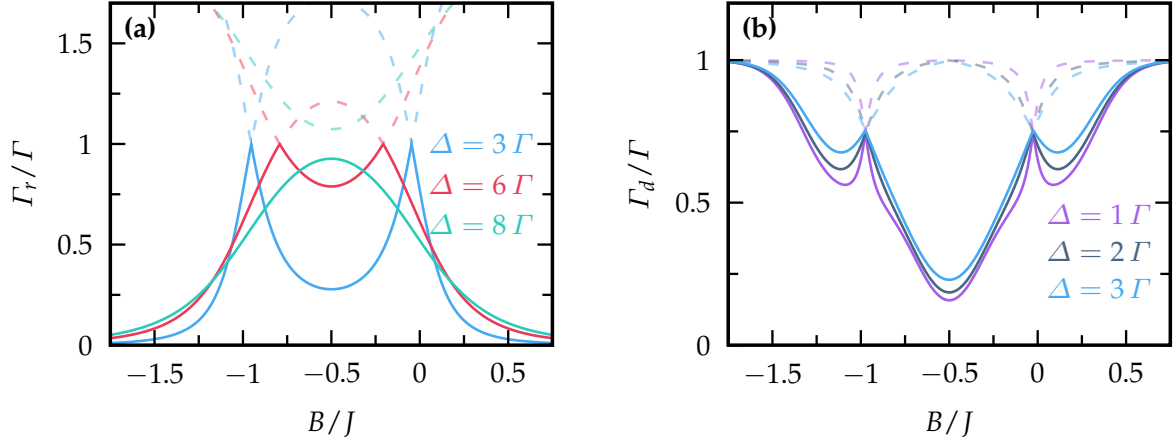 (a)
1.5
1
0.5
0
Γr/Γ
Δ = 3 Γ
Δ = 6 Γ
Δ = 8 Γ
−1.5 −1 −0.5 0 0.5
B/J
(b)
1
0.5
0
Γd/Γ
Δ = 1 Γ
Δ = 2 Γ
Δ = 3 Γ
−1.5 −1 −0.5 0 0.5
B/J